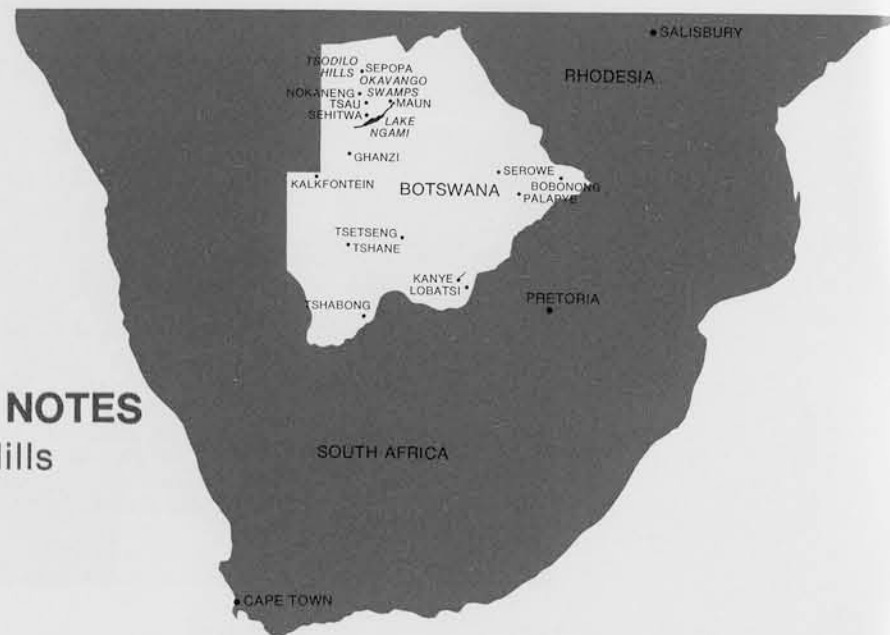 SALISBURY
TSODILO
HILLS
SEPOPA
RHODESIA
OKAVANGO
NOKANENG
SWAMPS
TSAU
MAUN
SEHITWA
LAKE
NGAMI
GHANZI
SEROWE
KALKFONTEIN
BOTSWANA
BOBONONG
PALAPYE
TSETSENG
TSHANE
KANYE
LOBATSI
TSHABONG
PRETORIA
NOTES
SOUTH AFRICA
CAPE TOWN